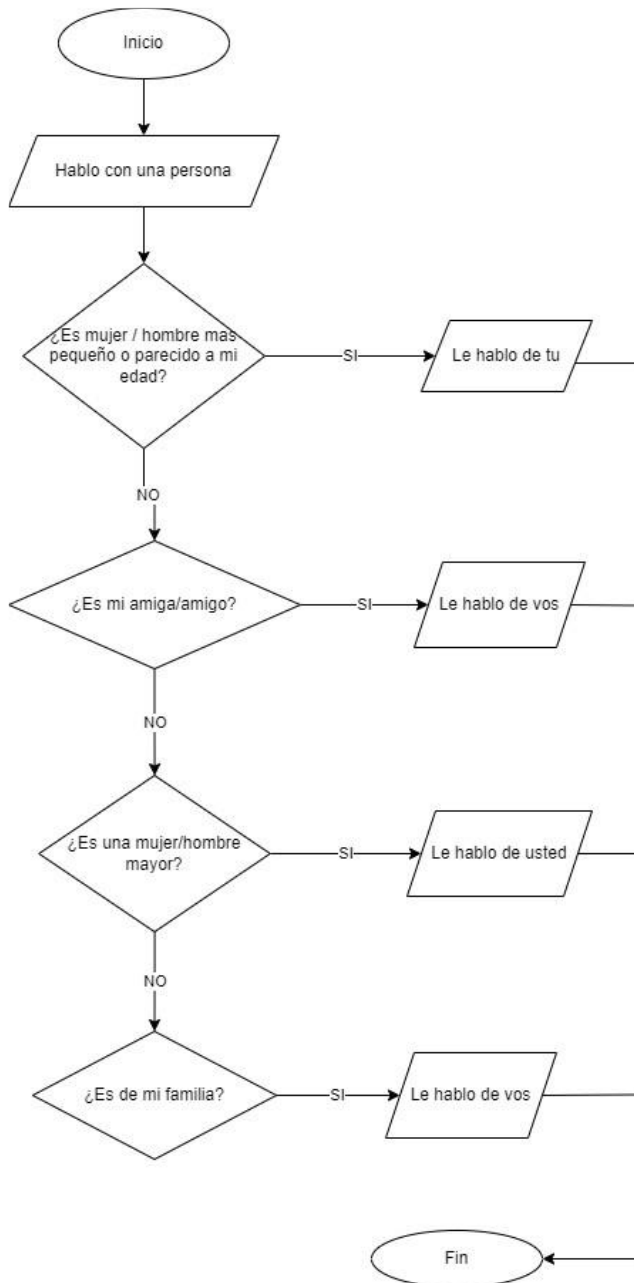 Inicio
Hablo con una persona
¿Es mujer / hombre mas
pequeño o parecido a mi
edad?
SI
Le hablo de tu
NO
¿Es mi amiga/amigo?
SI
Le hablo de vos
NO
¿Es una mujer/hombre
mayor?
SI
Le hablo de usted
NO
¿Es de mi familia?
SI
Le hablo de vos
Fin